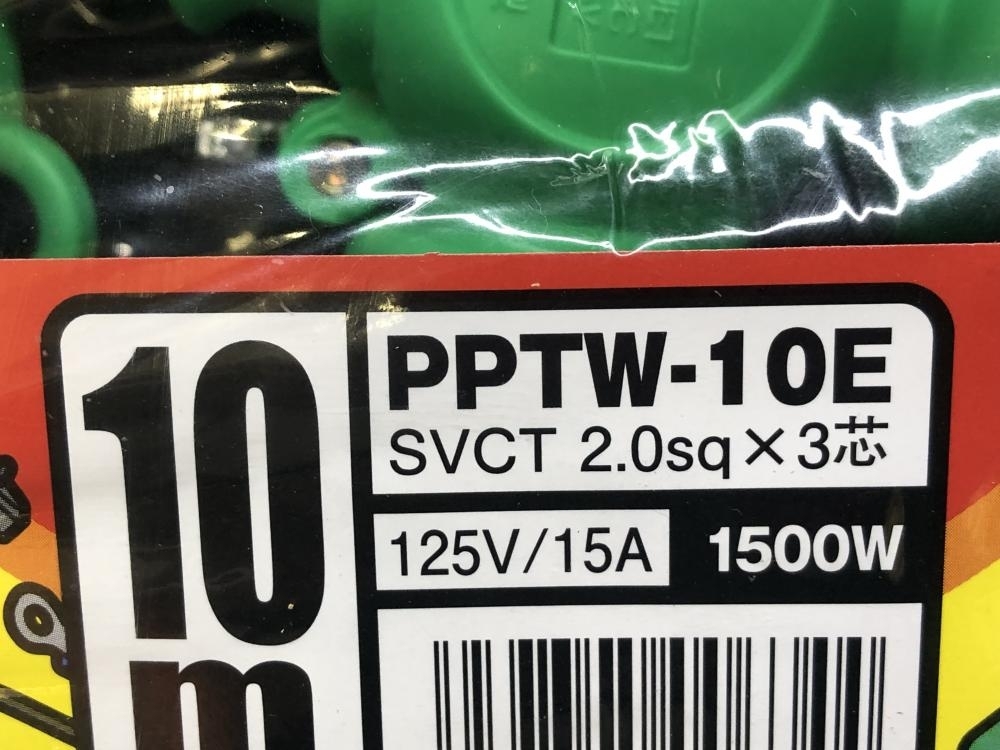 10m
PPTW-10E
SVCT 2.0sq×3芯
125V/15A
1500W